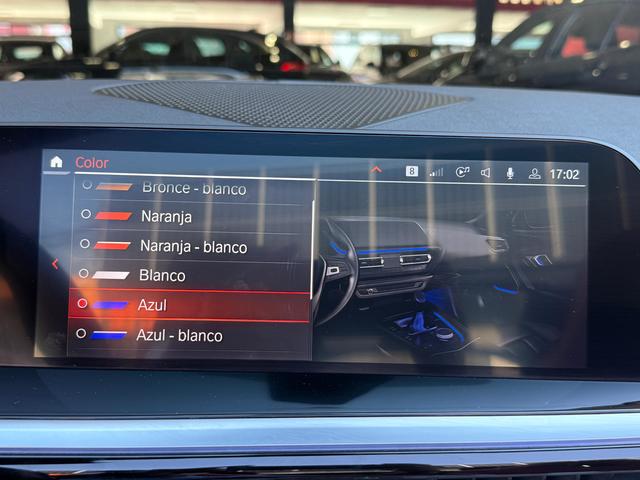 Color
8
17:02
Bronce - blanco
Naranja
Naranja - blanco
Blanco
Azul
Azul - blanco